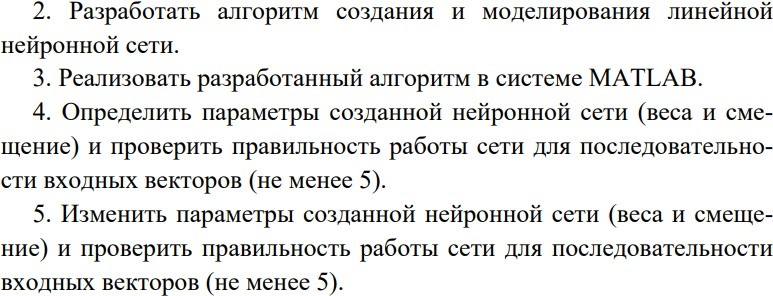 2. Разработать алгоритм создания и моделирования линейной
нейронной сети.
3. Реализовать разработанный алгоритм в системе MATLAB.
4. Определить параметры созданной нейронной сети (веса и сме-
щение) и проверить правильность работы сети для последовательно-
сти входных векторов (не менее 5).
5. Изменить параметры созданной нейронной сети (веса и смеще-
ние) и проверить правильность работы сети для последовательности
входных векторов (не менее 5).